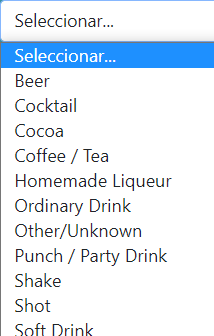 Seleccionar...
Seleccionar...
Beer
Cocktail
Cocoa
Coffee / Tea
Homemade Liqueur
Ordinary Drink
Other/Unknown
Punch / Party Drink
Shake
Shot
Soft Drink